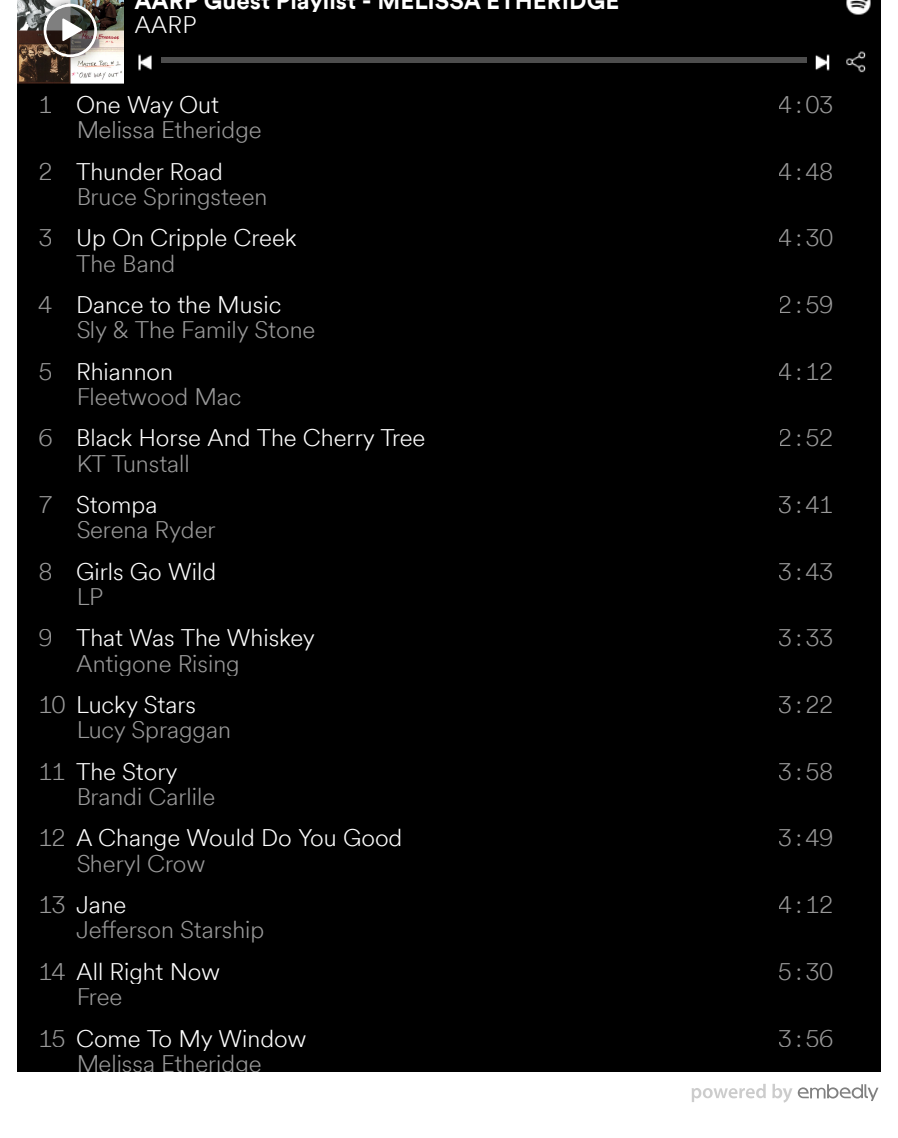 AARP Guest Playlist - MELISSA ETHERIDGE
AARP
MASTER REEL # 2
"ONE WAY OUT"
1 One Way Out 4:03
Melissa Etheridge
2 Thunder Road 4:48
Bruce Springsteen
3 Up On Cripple Creek 4:30
The Band
4 Dance to the Music 2:59
Sly & The Family Stone
5 Rhiannon 4:12
Fleetwood Mac
6 Black Horse And The Cherry Tree 2:52
KT Tunstall
7 Stompa 3:41
Serena Ryder
8 Girls Go Wild 3:43
LP
9 That Was The Whiskey 3:33
Antigone Rising
10 Lucky Stars 3:22
Lucy Spraggan
11 The Story 3:58
Brandi Carlile
12 A Change Would Do You Good 3:49
Sheryl Crow
13 Jane 4:12
Jefferson Starship
14 All Right Now 5:30
Free
15 Come To My Window 3:56
Melissa Etheridge
powered by embedly